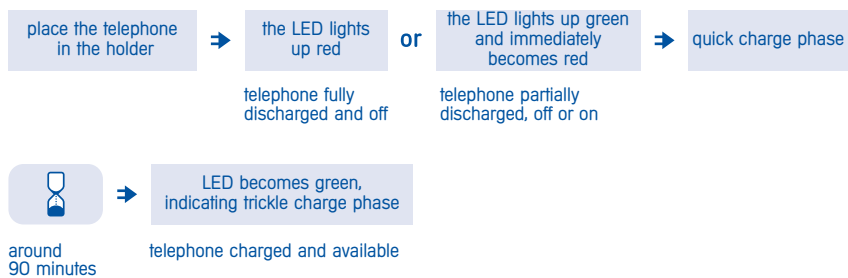 place the telephone
in the holder
the LED lights
up red
or
the LED lights up green
and immediately
becomes red
quick charge phase
telephone fully
discharged and off
telephone partially
discharged, off or on
LED becomes green,
indicating trickle charge phase
around
90 minutes
telephone charged and available